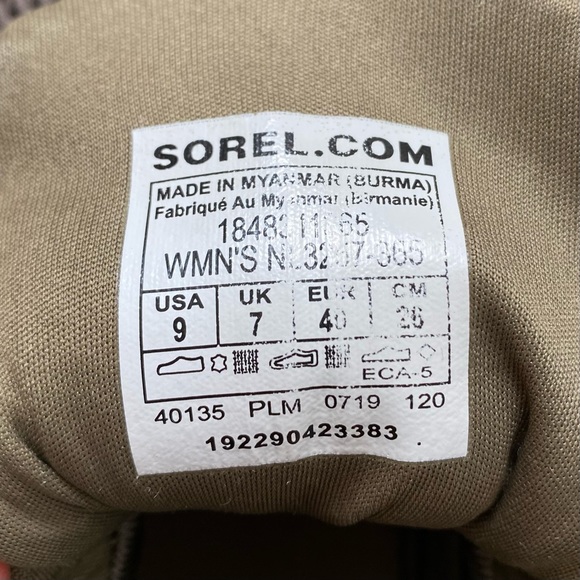 SOREL.COM
MADE IN MYANMAR (BURMA)
Fabriqué Au Myanmar (Birmanie)
WMN'S
USA UK EUR CM
9 7 40 26
ECA-5
40135 PLM 0719 120
192290423383